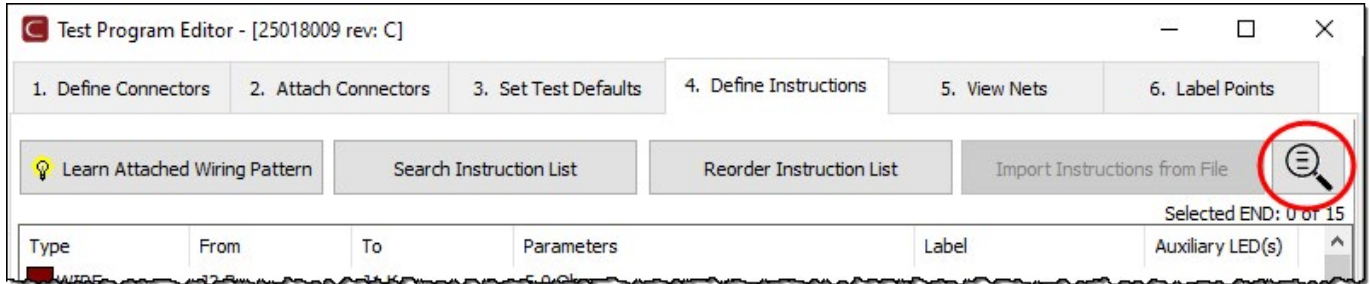 Test Program Editor - [25018009 rev: C]
1. Define Connectors 2. Attach Connectors 3. Set Test Defaults 4. Define Instructions 5. View Nets 6. Label Points
Learn Attached Wiring Pattern Search Instruction List Reorder Instruction List Import Instructions from File
Selected END: 0 of 15
Type From To Parameters Label Auxiliary LED(s)